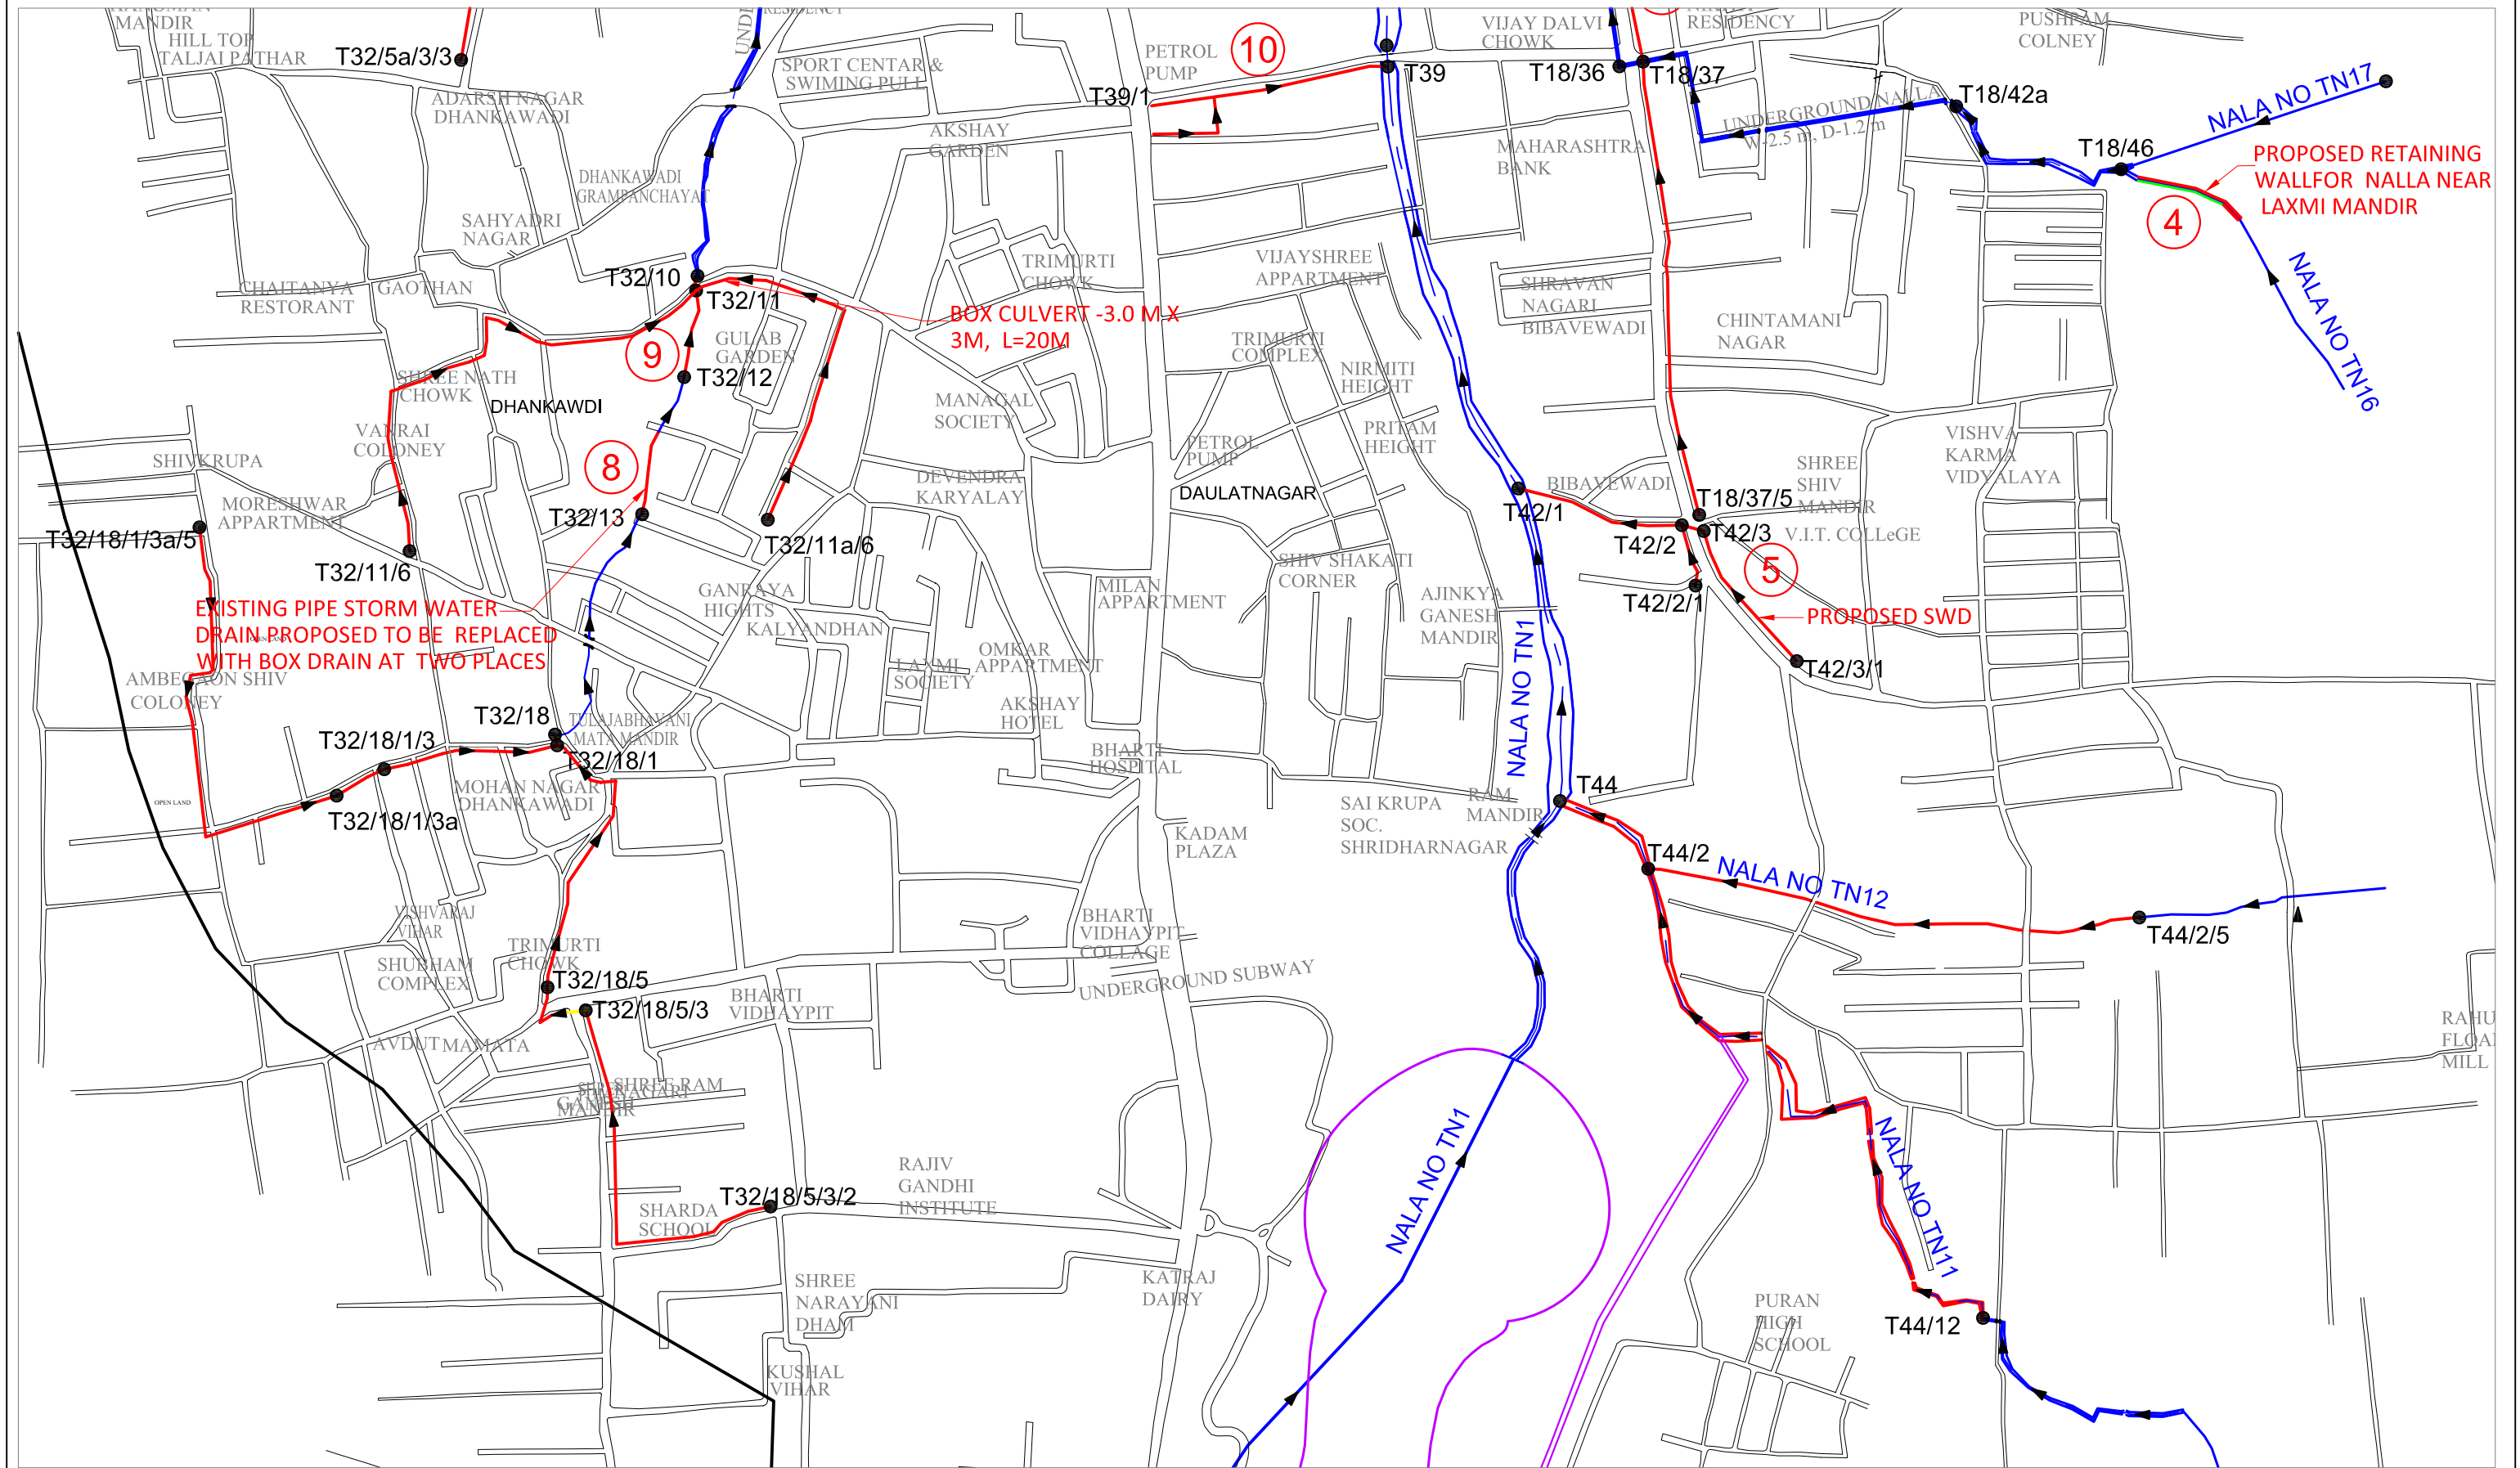 MANDIR
HILL TOP
TALJAI PATHAR
T32/5a/3/3
ADARSH NAGAR
DHANKAWADI
SPORT CENTAR &
SWIMING PULL
PETROL
PUMP
10
T39/1
T39
VIJAY DALVI
CHOWK
T18/36
T18/37
RESIDENCY
PUSHPAM
COLNEY
UNDERGROUND NALLA
W-2.5 m, D-1.2 m
T18/42a
NALA NO TN17
T18/46
PROPOSED RETAINING
WALLFOR NALLA NEAR
LAXMI MANDIR
4
NALA NO TN16
AKSHAY
GARDEN
MAHARASHTRA
BANK
DHANKAWADI
GRAMPANCHAYAT
SAHYADRI
NAGAR
CHAITANYA
RESTORANT
GAOTHAN
T32/10
T32/11
TRIMURTI
CHOWK
VIJAYSHREE
APPARTMENT
SHRAVAN
NAGARI
BIBAVEWADI
CHINTAMANI
NAGAR
BOX CULVERT -3.0 M X
3M, L=20M
9
GULAB
GARDEN
T32/12
TRIMURTI
COMPLEX
NIRMITI
HEIGHT
SHREE NATH
CHOWK
DHANKAWDI
MANAGAL
SOCIETY
PRITAM
HEIGHT
VANRAI
COLONEY
SHIVKRUPA
8
PETROL
PUMP
VISHVA
KARMA
VIDYALAYA
SHREE
SHIV
MANDIR
MORESHWAR
APPARTMENT
DEVENDRA
KARYALAY
DAULATNAGAR
BIBAVEWADI
T18/37/5
T32/13
T42/1
T32/18/1/3a/5
T32/11a/6
T42/2
T42/3
V.I.T. COLLeGE
T32/11/6
5
SHIV SHAKATI
CORNER
GANRAYA
HIGHTS
MILAN
APPARTMENT
AJINKYA
GANESH
MANDIR
T42/2/1
PROPOSED SWD
EXISTING PIPE STORM WATER
DRAIN PROPOSED TO BE REPLACED
WITH BOX DRAIN AT TWO PLACES
KALYANDHAN
OMKAR
APPARTMENT
LAXMI
SOCIETY
T42/3/1
NALA NO TN1
AMBEGAON SHIV
COLONEY
AKSHAY
HOTEL
T32/18
TULAJABHAVANI
MATA MANDIR
T32/18/1/3
T32/18/1
BHARTI
HOSPITAL
OPEN LAND
MOHAN NAGAR
DHANKAWADI
T32/18/1/3a
T44
SAI KRUPA
SOC.
SHRIDHARNAGAR
RAM
MANDIR
KADAM
PLAZA
T44/2
NALA NO TN12
T44/2/5
VISHVARAJ
VIHAR
TRIMURTI
CHOWK
BHARTI
VIDHAYPIT
COLLAGE
SHUBHAM
COMPLEX
UNDERGROUND SUBWAY
T32/18/5
T32/18/5/3
BHARTI
VIDHAYPIT
AVDUT
MAMATA
MILL
SHREE RAM
GANESH
MANDIR
NALA NO TN1
NALA NO TN11
RAJIV
GANDHI
INSTITUTE
T32/18/5/3/2
SHARDA
SCHOOL
SHREE
NARAYANI
DHAM
KATRAJ
DAIRY
PURAN
HIGH
SCHOOL
T44/12
KUSHAL
VIHAR